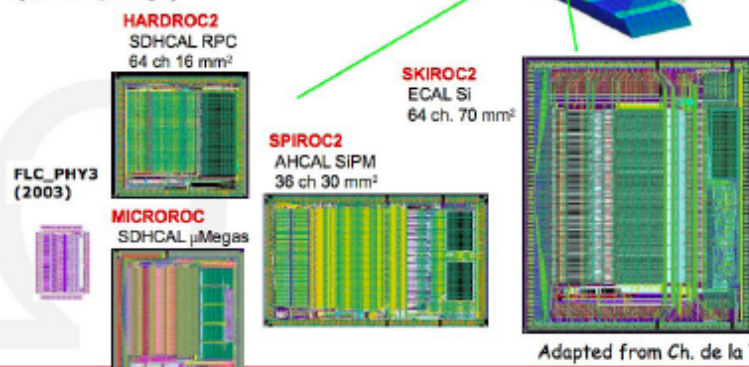 HARDROC2
SDHCAL RPC
64 ch 16 mm²
SKIROC2
ECAL Si
64 ch. 70 mm²
SPIROC2
AHCAL SiPM
36 ch 30 mm²
FLC_PHY3
(2003)
MICROROC
SDHCAL µMegas
Adapted from Ch. de la